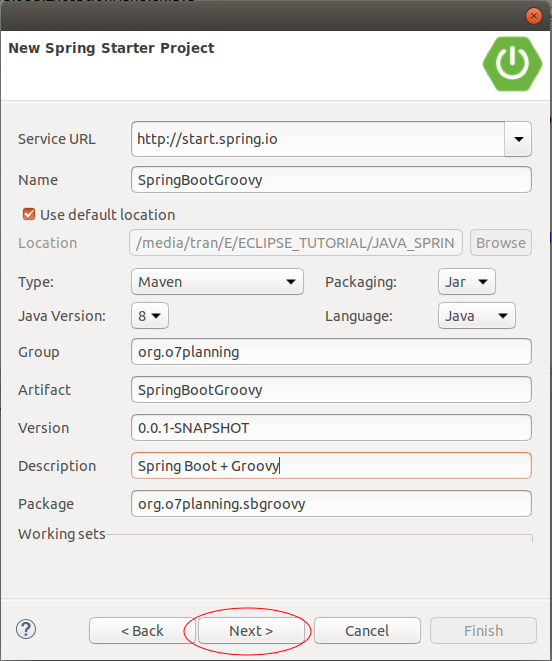 New Spring Starter Project
Service URL http://start.spring.io
Name SpringBootGroovy
Use default location
Location /media/tran/E/ECLIPSE_TUTORIAL/JAVA_SPRIN Browse
Type: Maven Packaging: Jar
Java Version: 8 Language: Java
Group org.o7planning
Artifact SpringBootGroovy
Version 0.0.1-SNAPSHOT
Description Spring Boot + Groovy
Package org.o7planning.sbgroovy
Working sets
? < Back Next > Cancel Finish